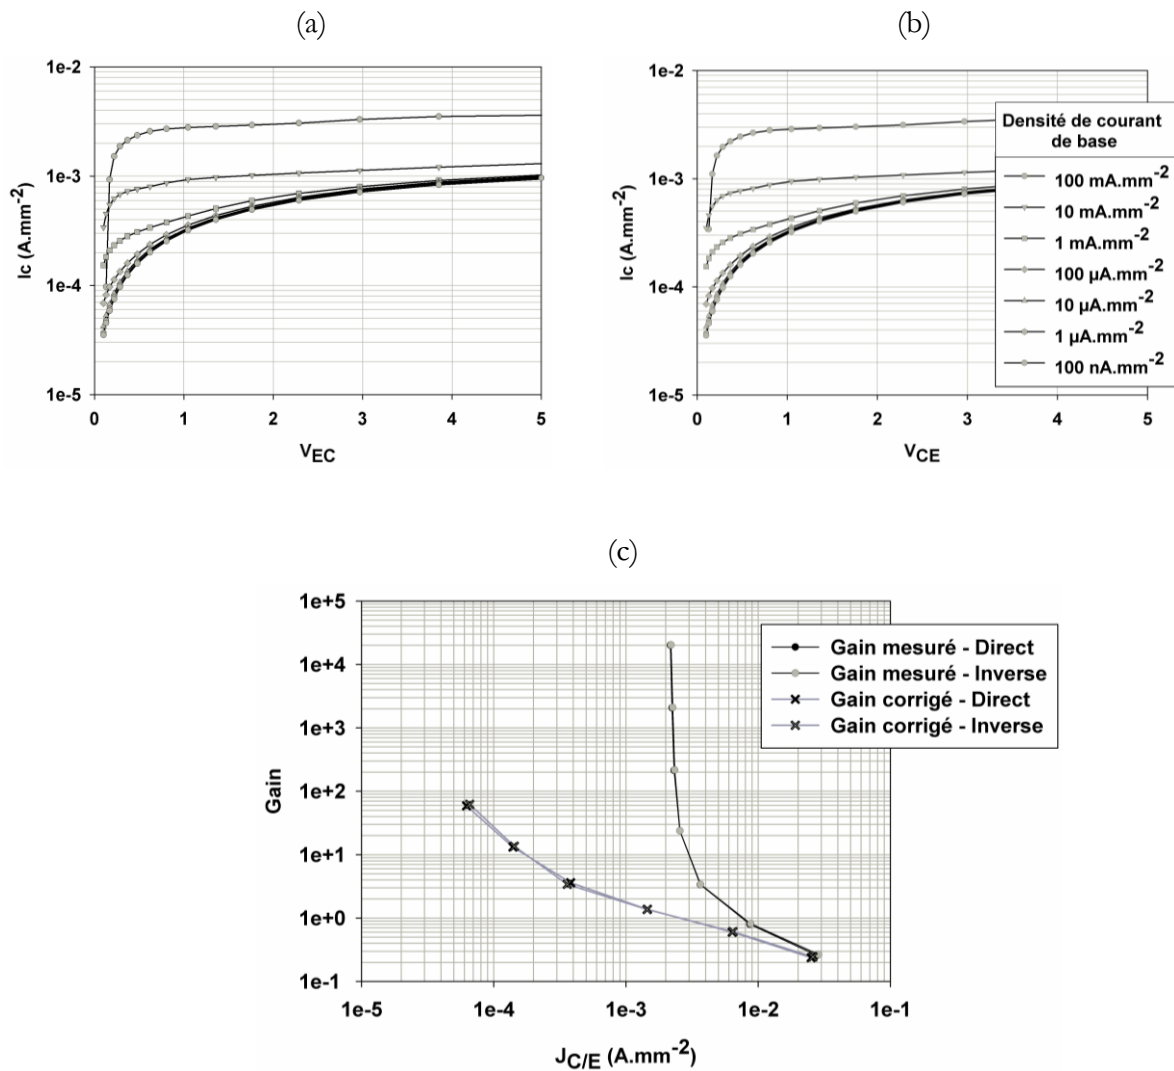 (a)
(b)
1e-2
1e-3
1e-4
1e-5
Ic (A.mm-2)
0 1 2 3 4 5
VEC
1e-2
1e-3
1e-4
1e-5
Ic (A.mm-2)
0 1 2 3 4 5
VCE
Densité de courant
de base
100 mA.mm-2
10 mA.mm-2
1 mA.mm-2
100 µA.mm-2
10 µA.mm-2
1 µA.mm-2
100 nA.mm-2
(c)
1e+5
1e+4
1e+3
1e+2
1e+1
1e+0
1e-1
Gain
1e-5 1e-4 1e-3 1e-2 1e-1
JC/E (A.mm-2)
Gain mesuré - Direct
Gain mesuré - Inverse
Gain corrigé - Direct
Gain corrigé - Inverse